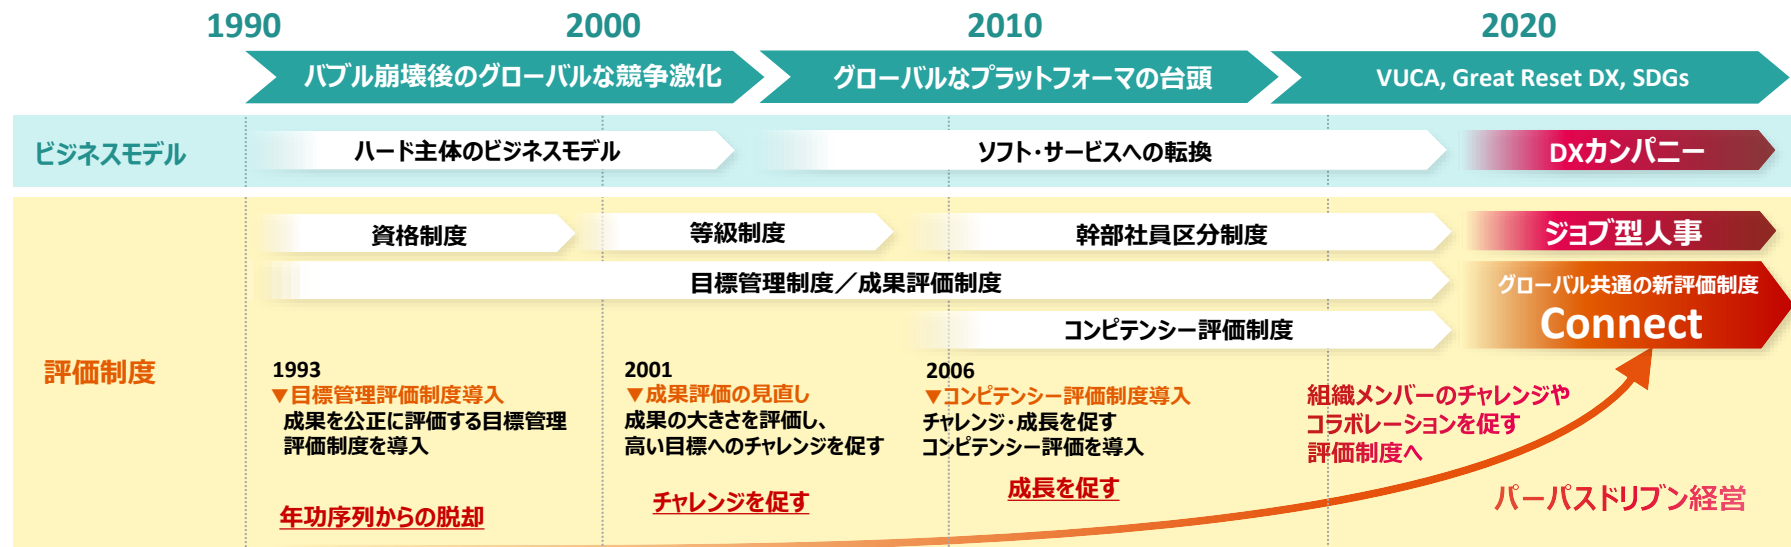 1990
2000
2010
2020
バブル崩壊後のグローバルな競争激化
グローバルなプラットフォーマの台頭
VUCA, Great Reset DX, SDGs
ビジネスモデル
ハード主体のビジネスモデル
ソフト・サービスへの転換
DXカンパニー
評価制度
資格制度
等級制度
幹部社員区分制度
ジョブ型人事
目標管理制度／成果評価制度
グローバル共通の新評価制度
Connect
コンピテンシー評価制度
1993
▼目標管理評価制度導入
成果を公正に評価する目標管理
評価制度を導入
年功序列からの脱却
2001
▼成果評価の見直し
成果の大きさを評価し、
高い目標へのチャレンジを促す
チャレンジを促す
2006
▼コンピテンシー評価制度導入
チャレンジ・成長を促す
コンピテンシー評価を導入
成長を促す
組織メンバーのチャレンジや
コラボレーションを促す
評価制度へ
パーパスドリブン経営